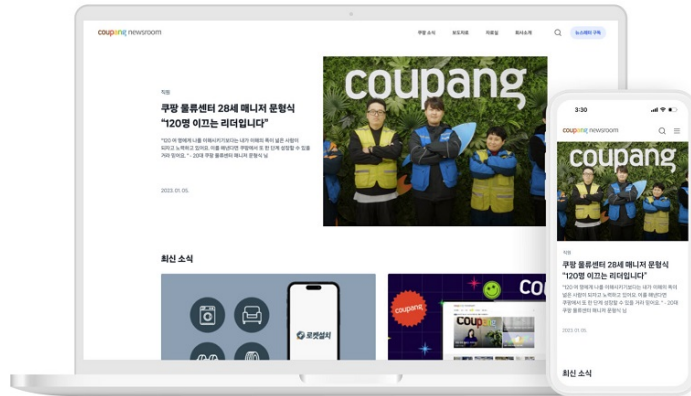 coupang newsroom
쿠팡 소식 보도자료 자료실 회사소개 뉴스레터 구독
직원
쿠팡 물류센터 28세 매니저 문형식
“120명 이끄는 리더입니다”
2023. 01. 05.
coupang
최신 소식
로켓설치
coupang
CO
coupang
3:30
coupang newsroom
coupang
직원
쿠팡 물류센터 28세 매니저 문형식
“120명 이끄는 리더입니다”
2023. 01. 05.
최신 소식